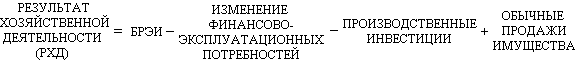 РЕЗУЛЬТАТ
ХОЗЯЙСТВЕННОЙ
ДЕЯТЕЛЬНОСТИ
(РХД)
= БРЭИ −
ИЗМЕНЕНИЕ
ФИНАНСОВО-
ЭКСПЛУАТАЦИОННЫХ
ПОТРЕБНОСТЕЙ
−
ПРОИЗВОДСТВЕННЫЕ
ИНВЕСТИЦИИ
+
ОБЫЧНЫЕ
ПРОДАЖИ
ИМУЩЕСТВА